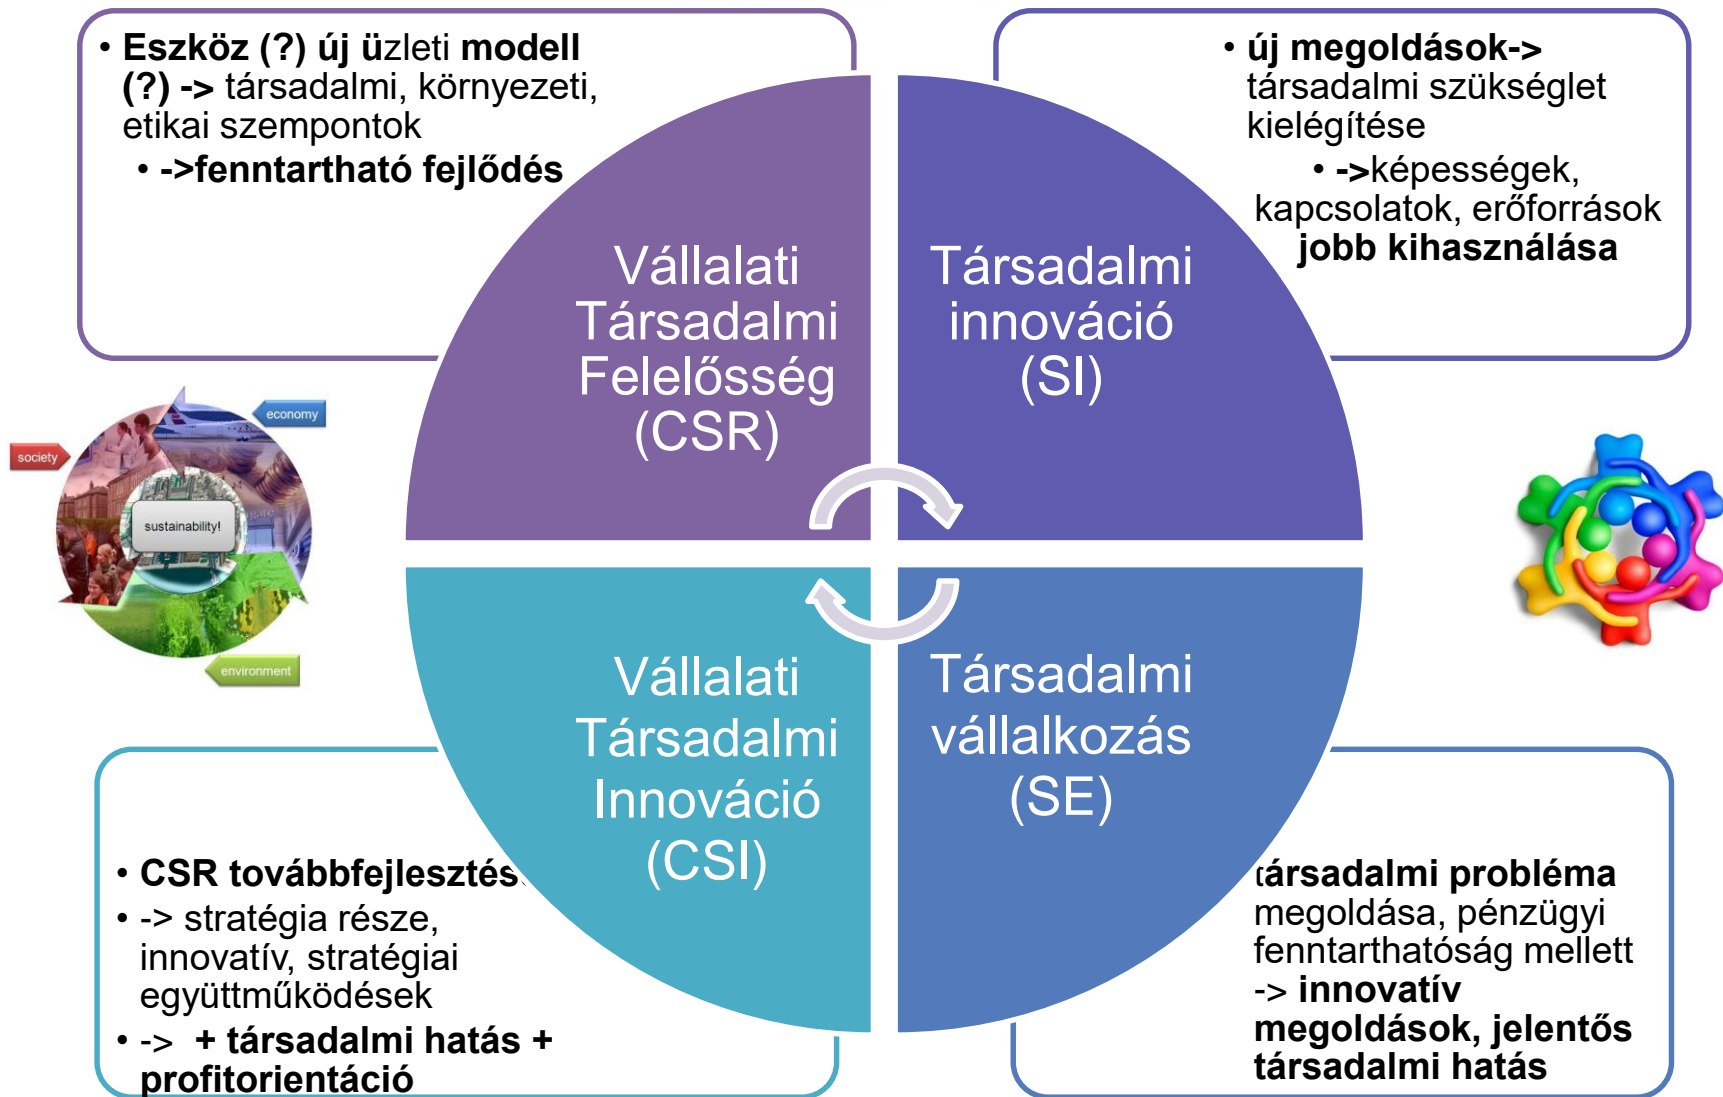 • Eszköz (?) új üzleti modell
(?) -> társadalmi, környezeti,
etikai szempontok
• ->fenntartható fejlődés
• új megoldások->
társadalmi szükséglet
kielégítése
• ->képességek,
kapcsolatok, erőforrások
jobb kihasználása
Vállalati
Társadalmi
Felelősség
(CSR)
Társadalmi
innováció
(SI)
economy
society
sustainability!
environment
Vállalati
Társadalmi
Innováció
(CSI)
Társadalmi
vállalkozás
(SE)
• CSR továbbfejlesztés
• -> stratégia része,
innovatív, stratégiai
együttműködések
• -> + társadalmi hatás +
profitorientáció
társadalmi probléma
megoldása, pénzügyi
fenntarthatóság mellett
-> innovatív
megoldások, jelentős
társadalmi hatás